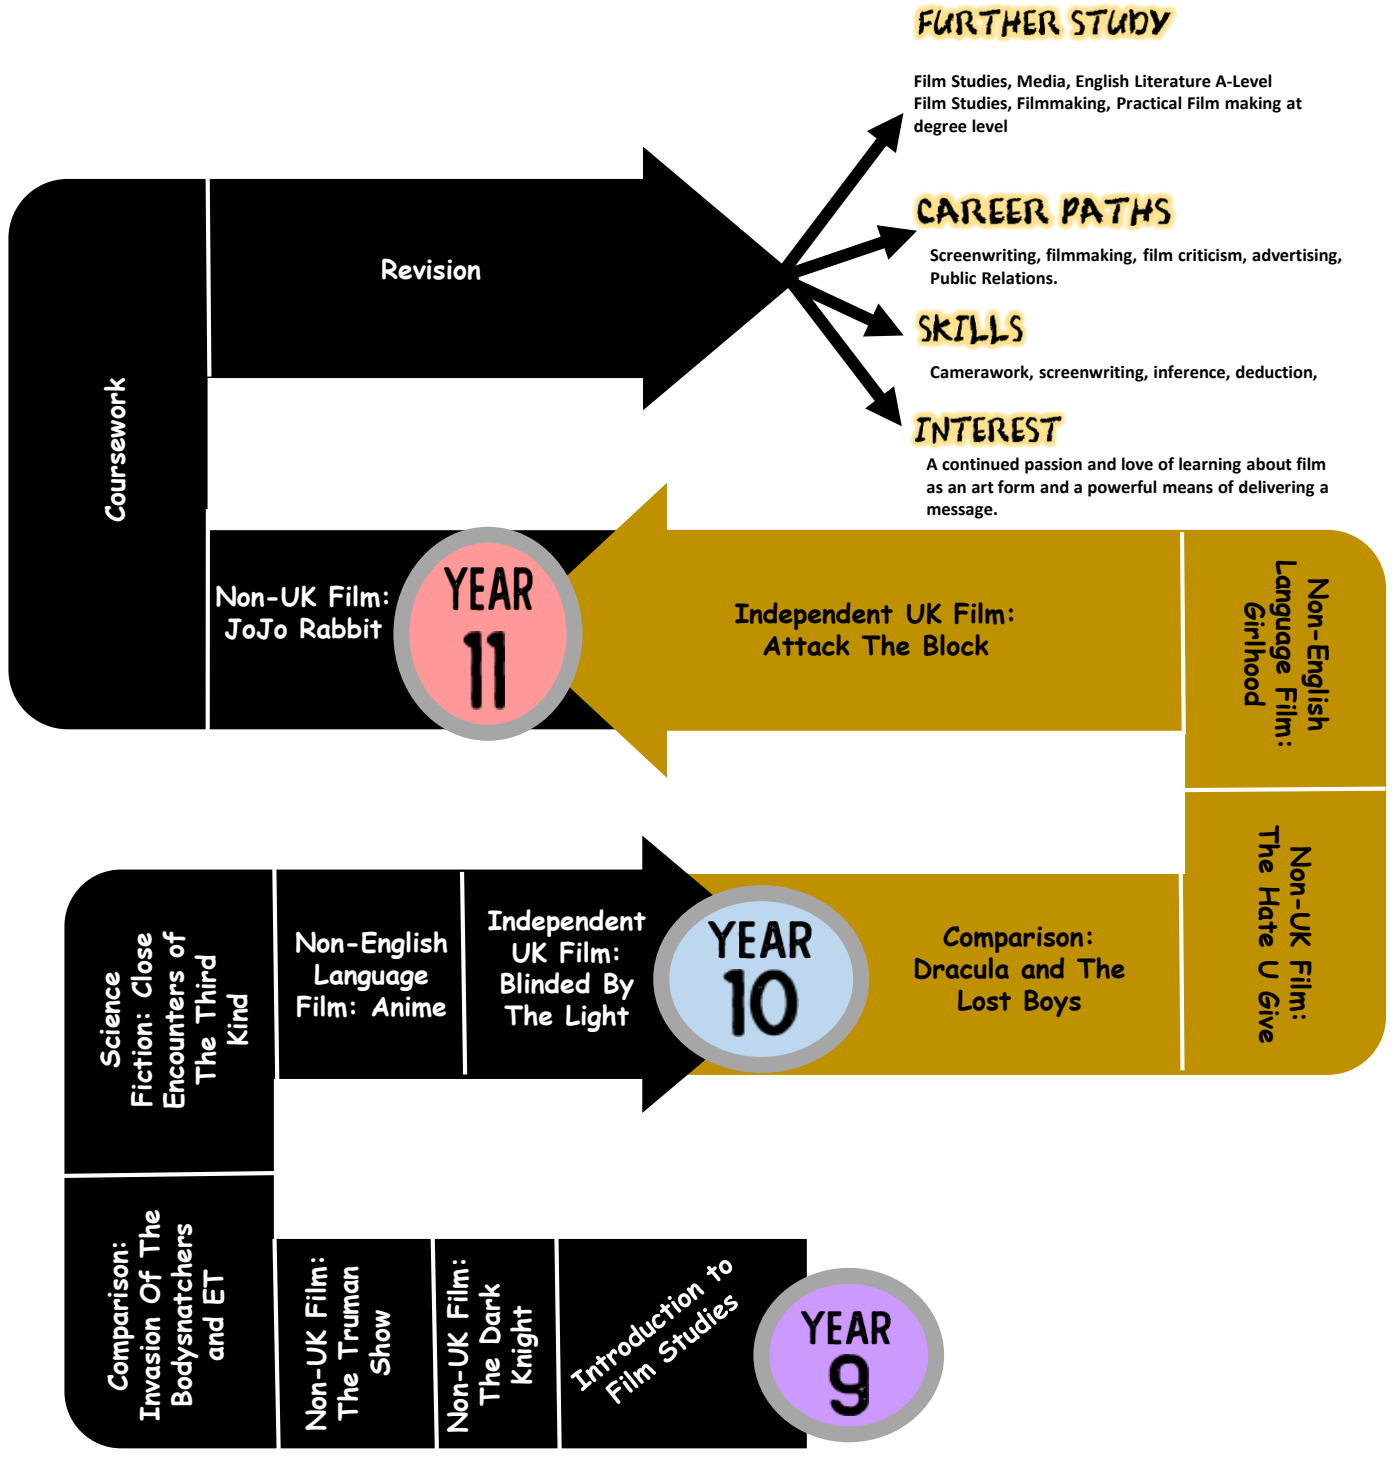 FURTHER STUDY
Film Studies, Media, English Literature A-Level
Film Studies, Filmmaking, Practical Film making at
degree level
CAREER PATHS
Screenwriting, filmmaking, film criticism, advertising,
Public Relations.
SKILLS
Camerawork, screenwriting, inference, deduction,
INTEREST
A continued passion and love of learning about film
as an art form and a powerful means of delivering a
message.
Revision
Coursework
Non-UK Film:
JoJo Rabbit
YEAR
11
Independent UK Film:
Attack The Block
Non-English
Language Film:
Girlhood
Non-UK Film:
The Hate U Give
Comparison:
Dracula and The
Lost Boys
YEAR
10
Independent
UK Film:
Blinded By
The Light
Non-English
Language
Film: Anime
Science
Fiction: Close
Encounters of
The Third
Kind
Comparison:
Invasion Of The
Bodysnatchers
and ET
Non-UK Film:
The Truman
Show
Non-UK Film:
The Dark
Knight
Introduction to
Film Studies
YEAR
9